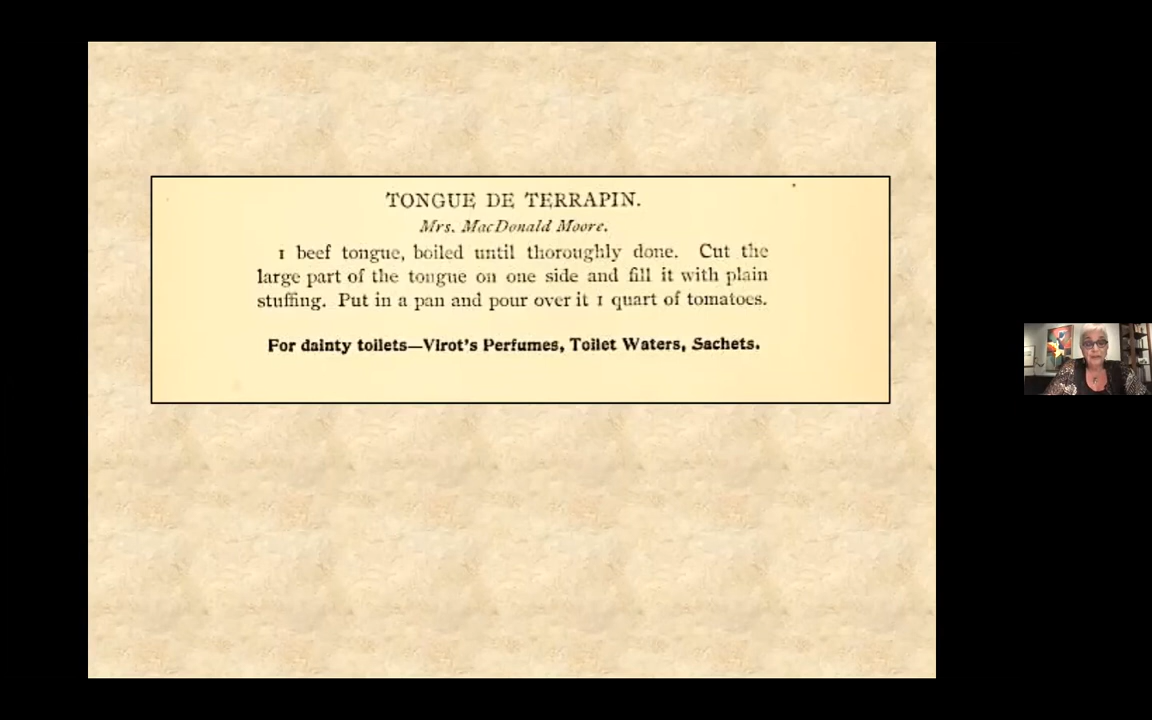 TONGUE DE TERRAPIN.
Mrs. MacDonald Moore.
1 beef tongue, boiled until thoroughly done. Cut the
large part of the tongue on one side and fill it with plain
stuffing. Put in a pan and pour over it 1 quart of tomatoes.
For dainty toilets—Virot's Perfumes, Toilet Waters, Sachets.